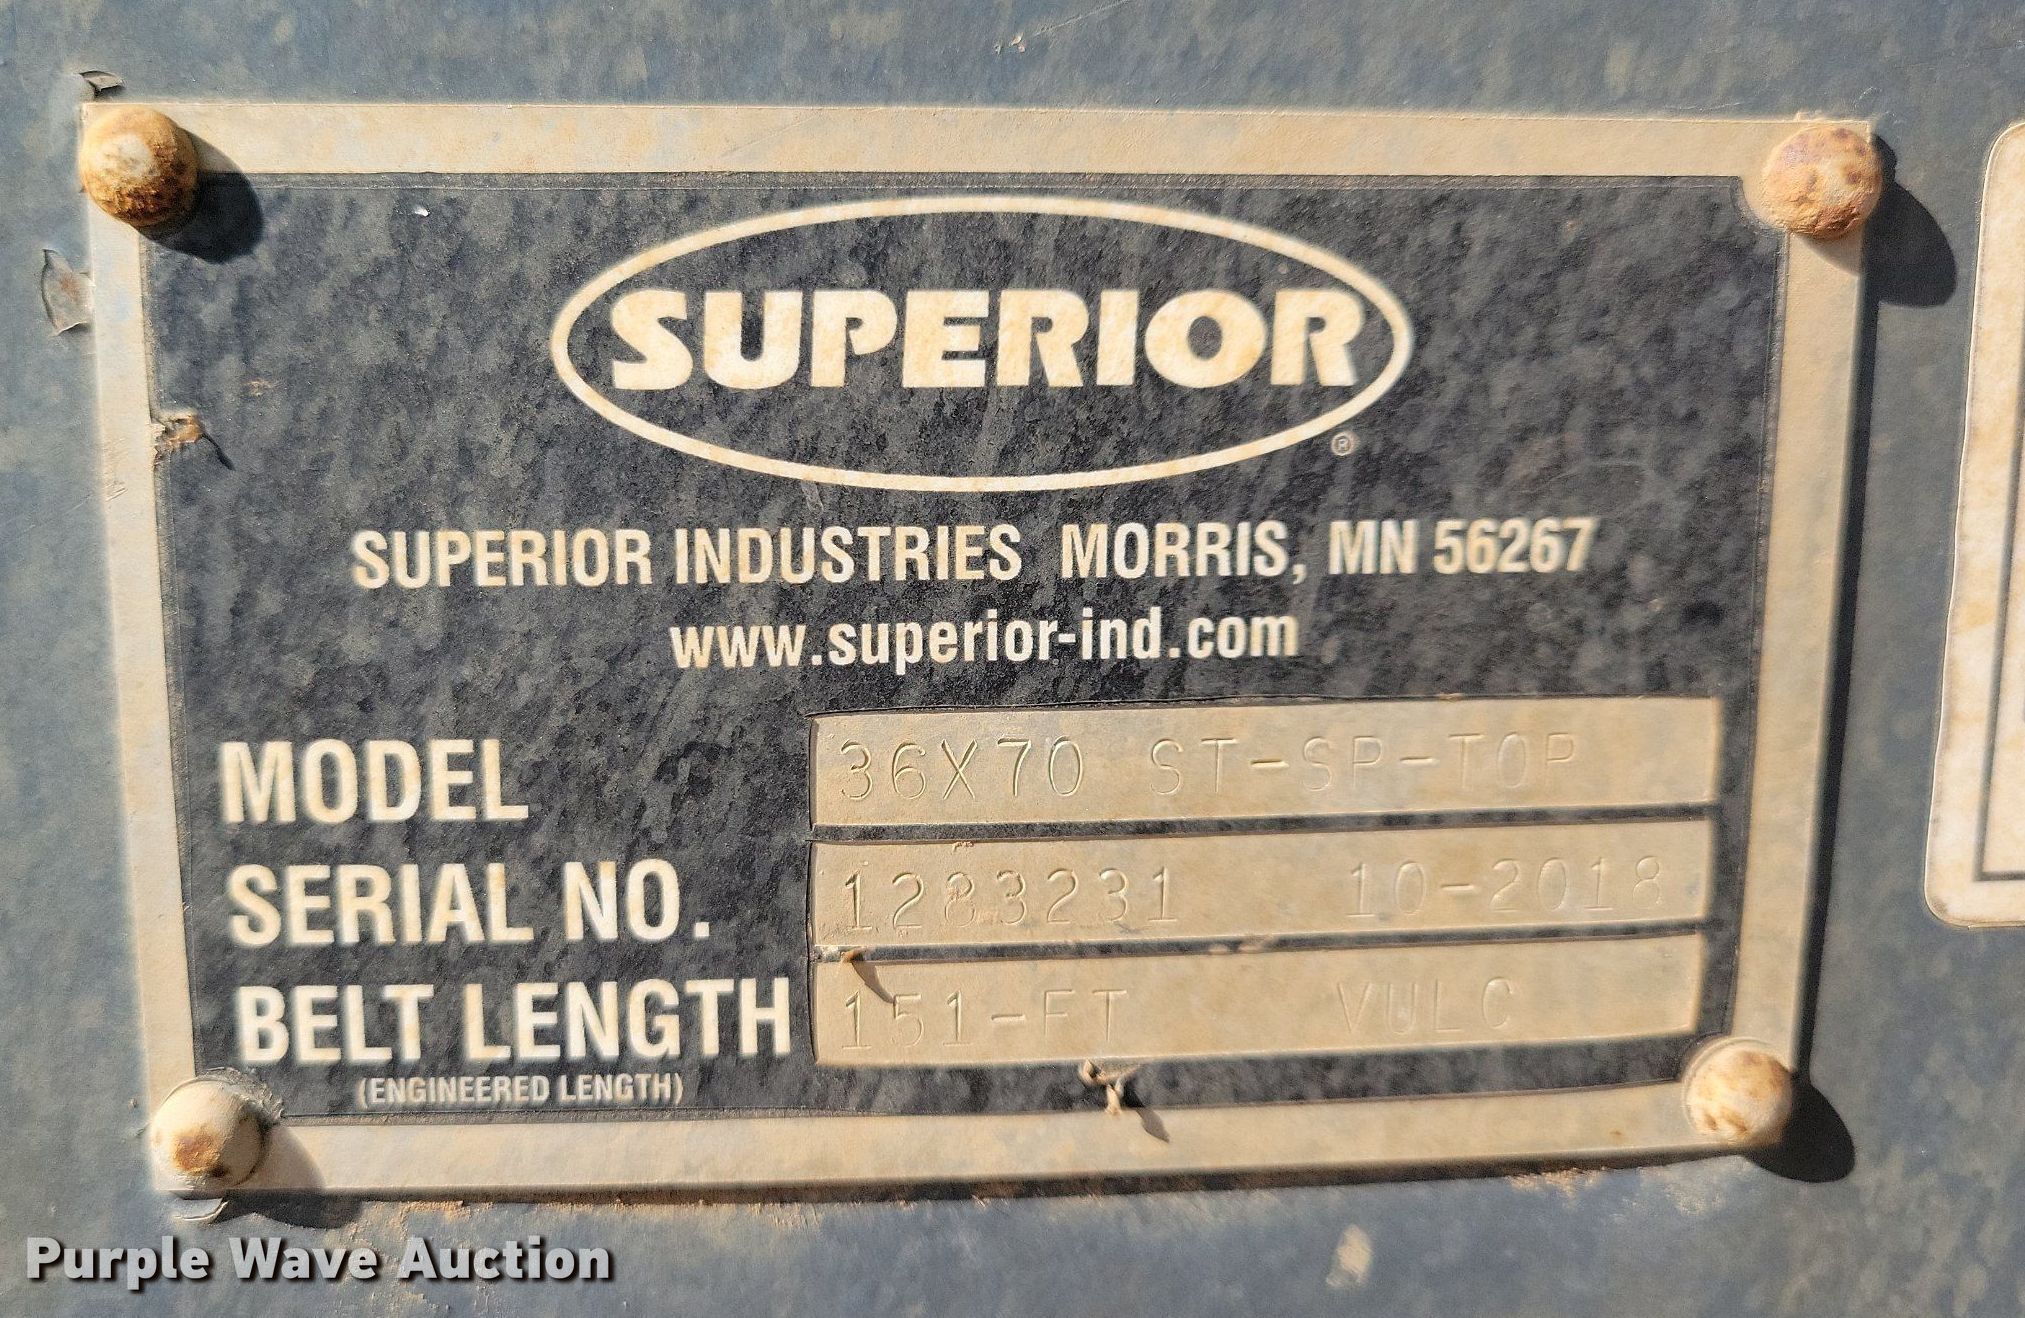 SUPERIOR
®
SUPERIOR INDUSTRIES MORRIS, MN 56267
www.superior-ind.com
MODEL 36X70 ST-SP-TOP
SERIAL NO. 1283231 10-2018
BELT LENGTH 151-FT VULC
(ENGINEERED LENGTH)
Purple Wave Auction